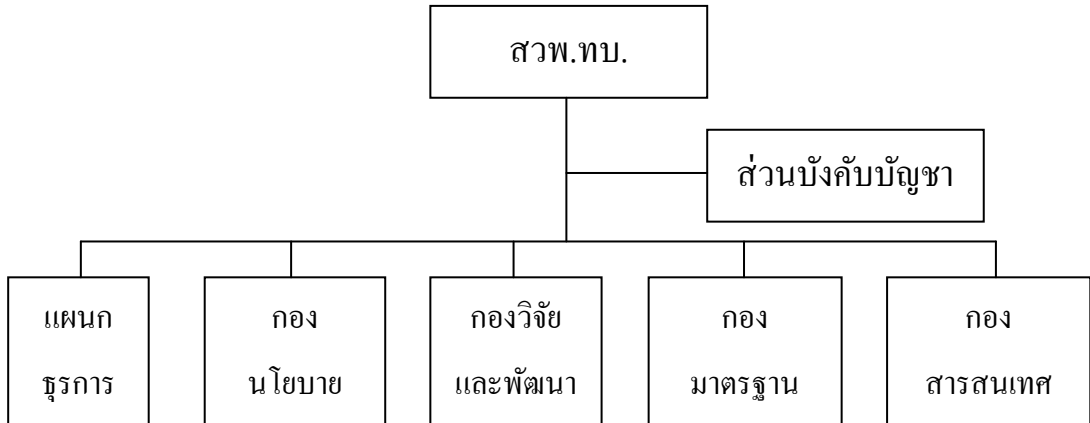 สวพ.ทบ.
ส่วนบังคับบัญชา
แผนก
ธุรการ
กอง
นโยบาย
กองวิจัย
และพัฒนา
กอง
มาตรฐาน
กอง
สารสนเทศ